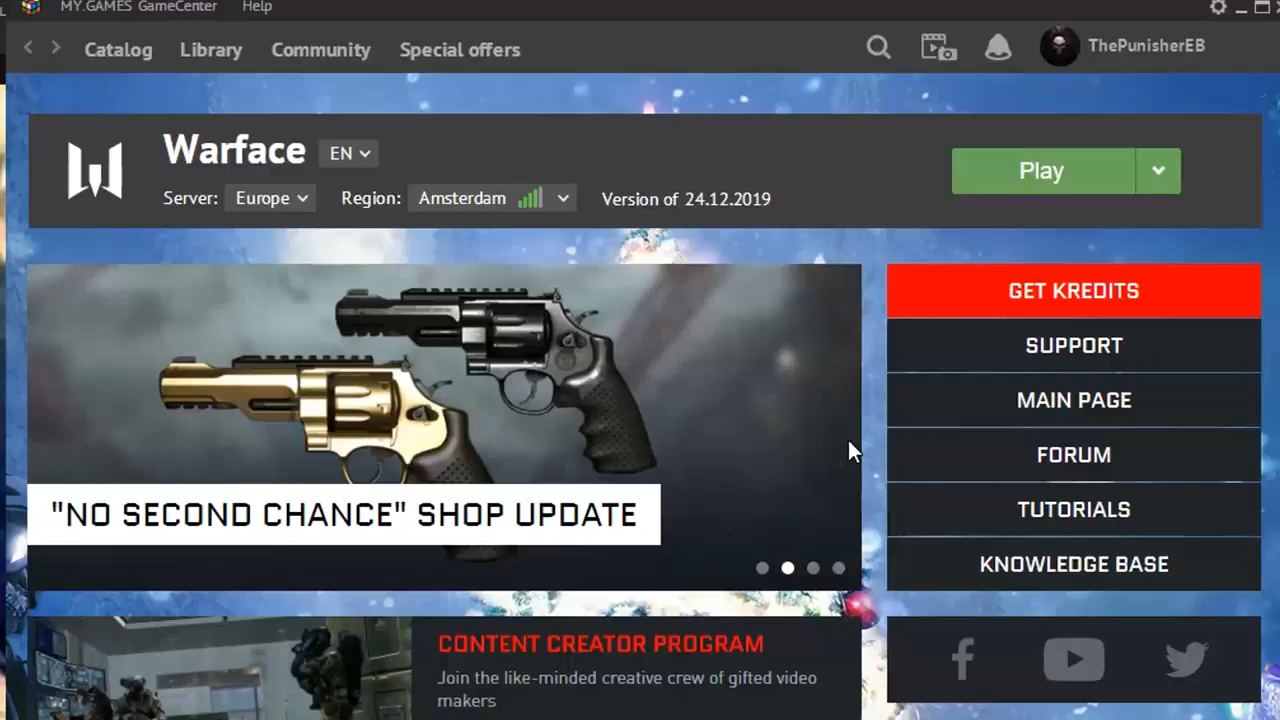 MY.GAMES GameCenter Help
Catalog Library Community Special offers ThePunisherEB
Warface EN
Play
Server: Europe Region: Amsterdam Version of 24.12.2019
GET KREDITS
SUPPORT
MAIN PAGE
FORUM
TUTORIALS
KNOWLEDGE BASE
"NO SECOND CHANCE" SHOP UPDATE
CONTENT CREATOR PROGRAM
Join the like-minded creative crew of gifted video
makers